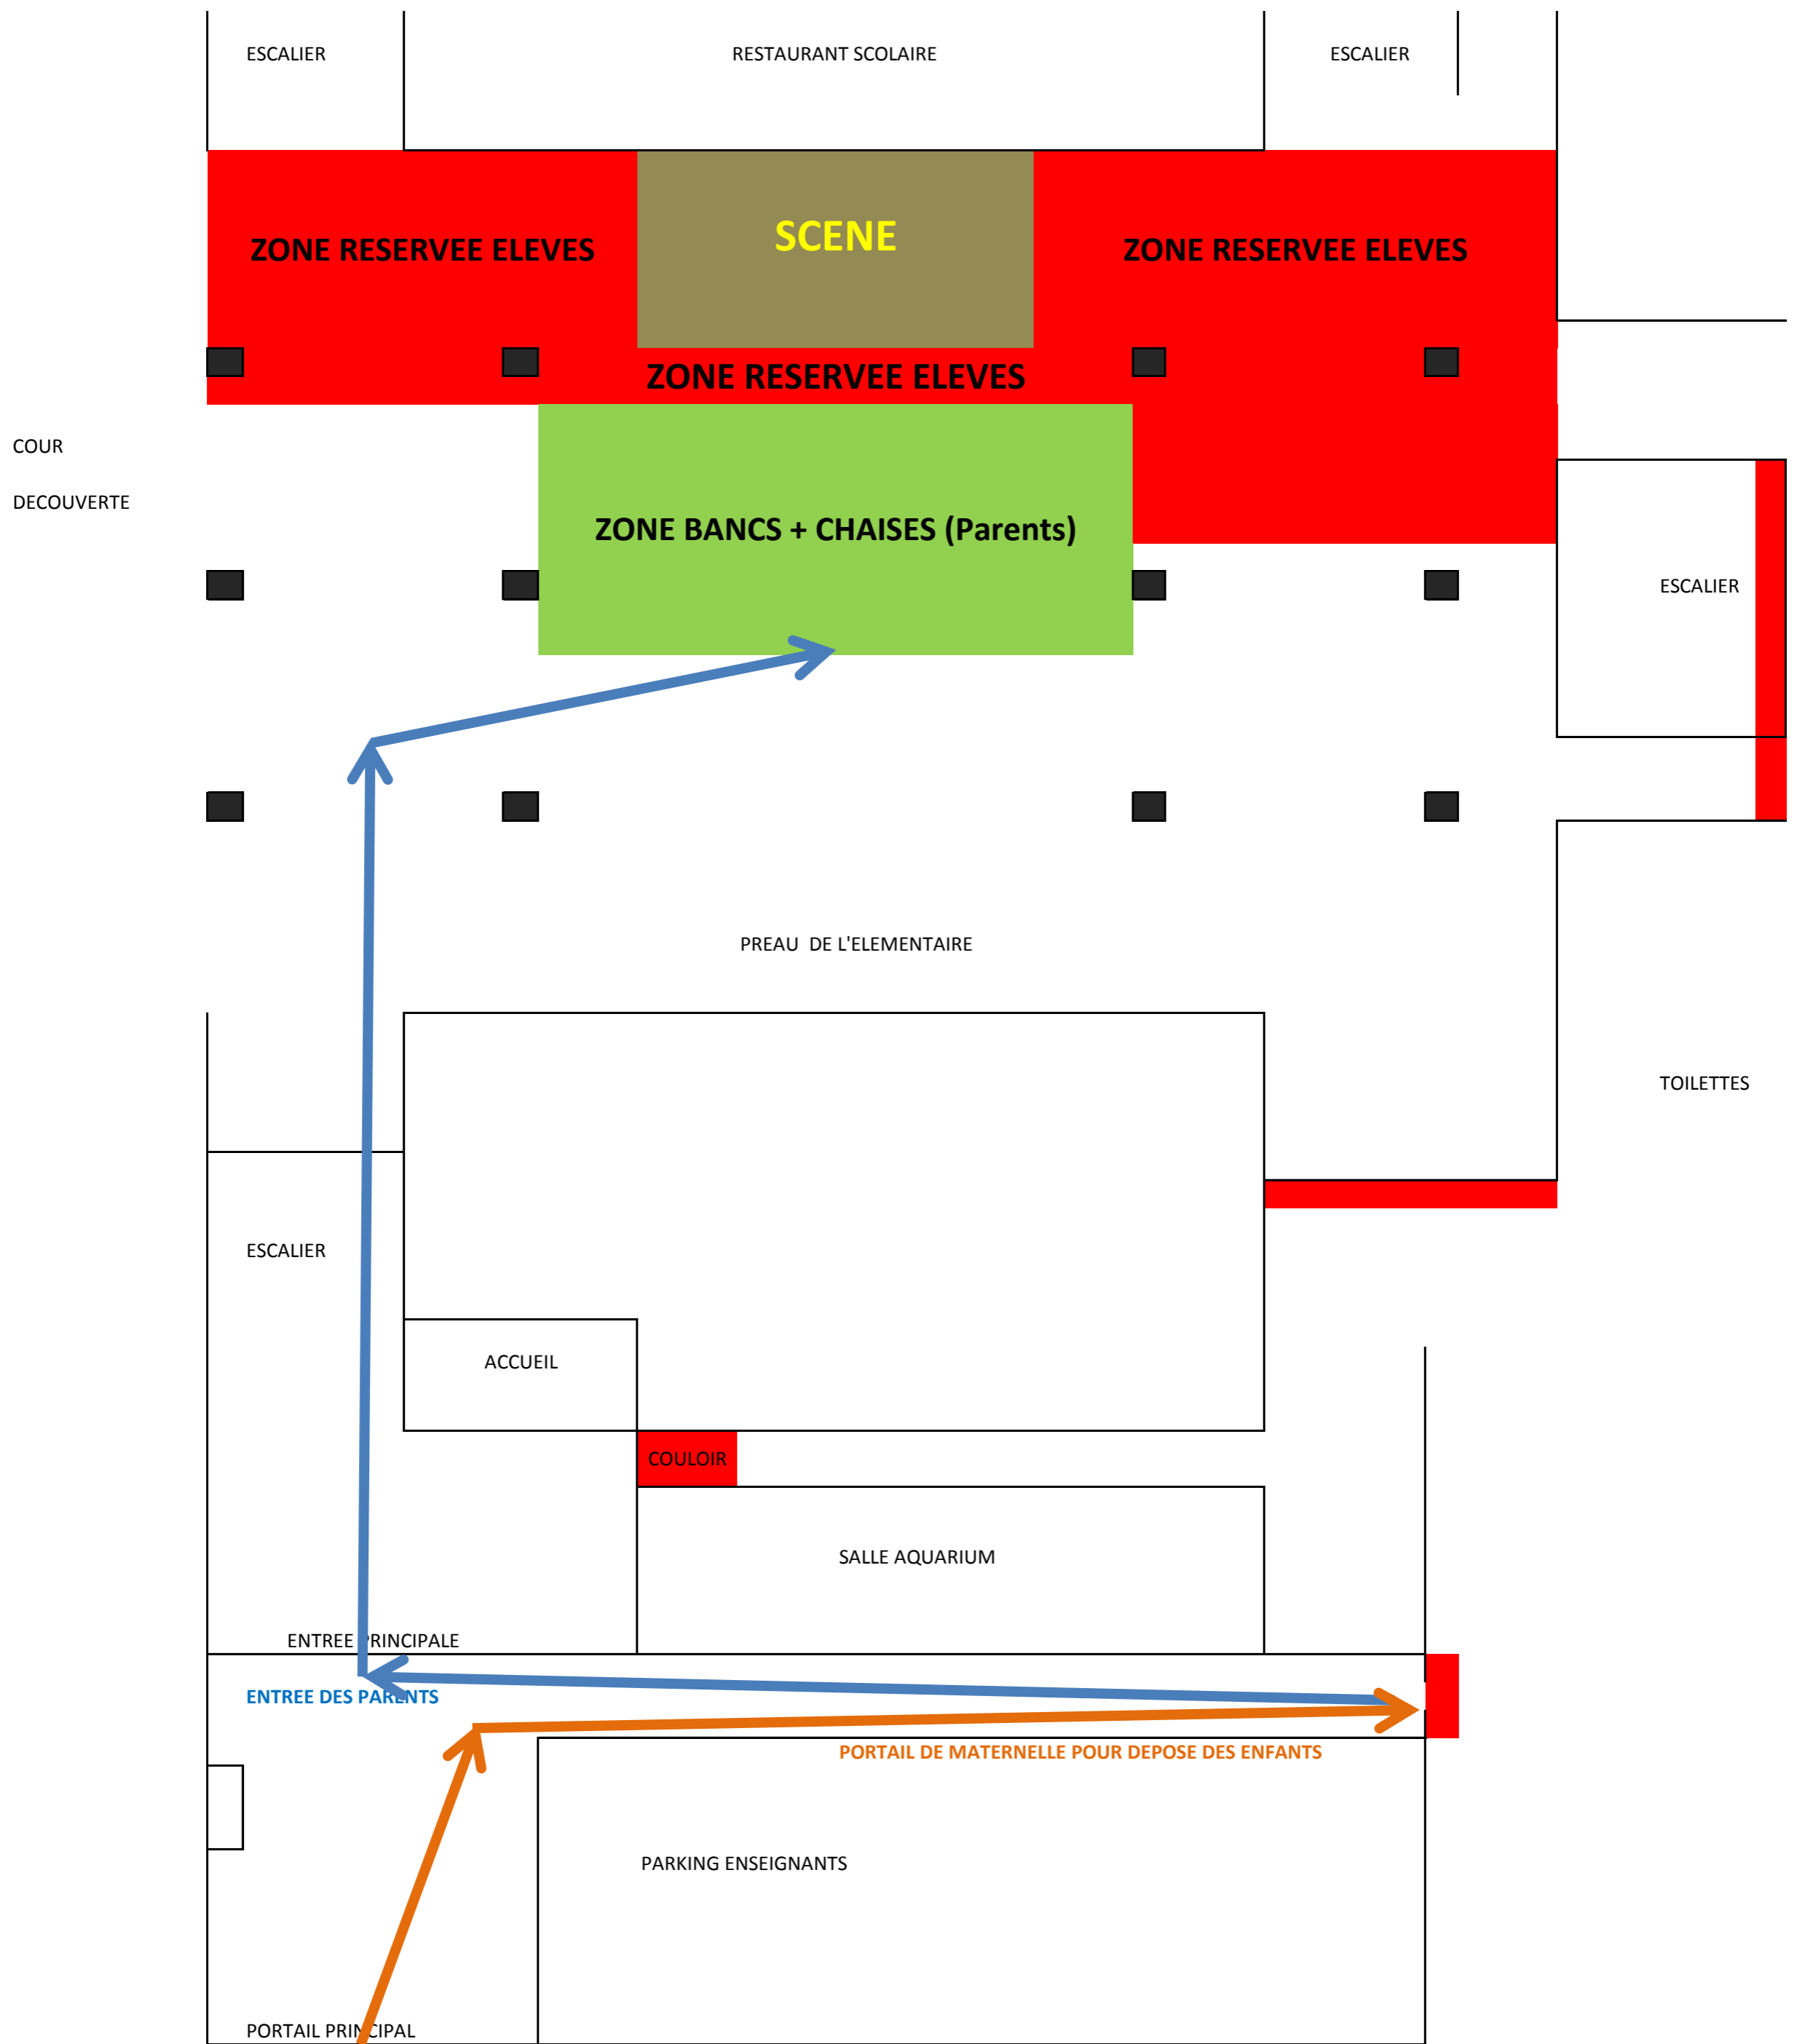 ESCALIER
RESTAURANT SCOLAIRE
ESCALIER
SCENE
ZONE RESERVEE ELEVES
ZONE RESERVEE ELEVES
ZONE RESERVEE ELEVES
COUR
DECOUVERTE
ZONE BANCS + CHAISES (Parents)
ESCALIER
PREAU DE L'ELEMENTAIRE
TOILETTES
ESCALIER
ACCUEIL
COULOIR
SALLE AQUARIUM
ENTREE PRINCIPALE
ENTREE DES PARENTS
PORTAIL DE MATERNELLE POUR DEPOSE DES ENFANTS
PARKING ENSEIGNANTS
PORTAIL PRINCIPAL